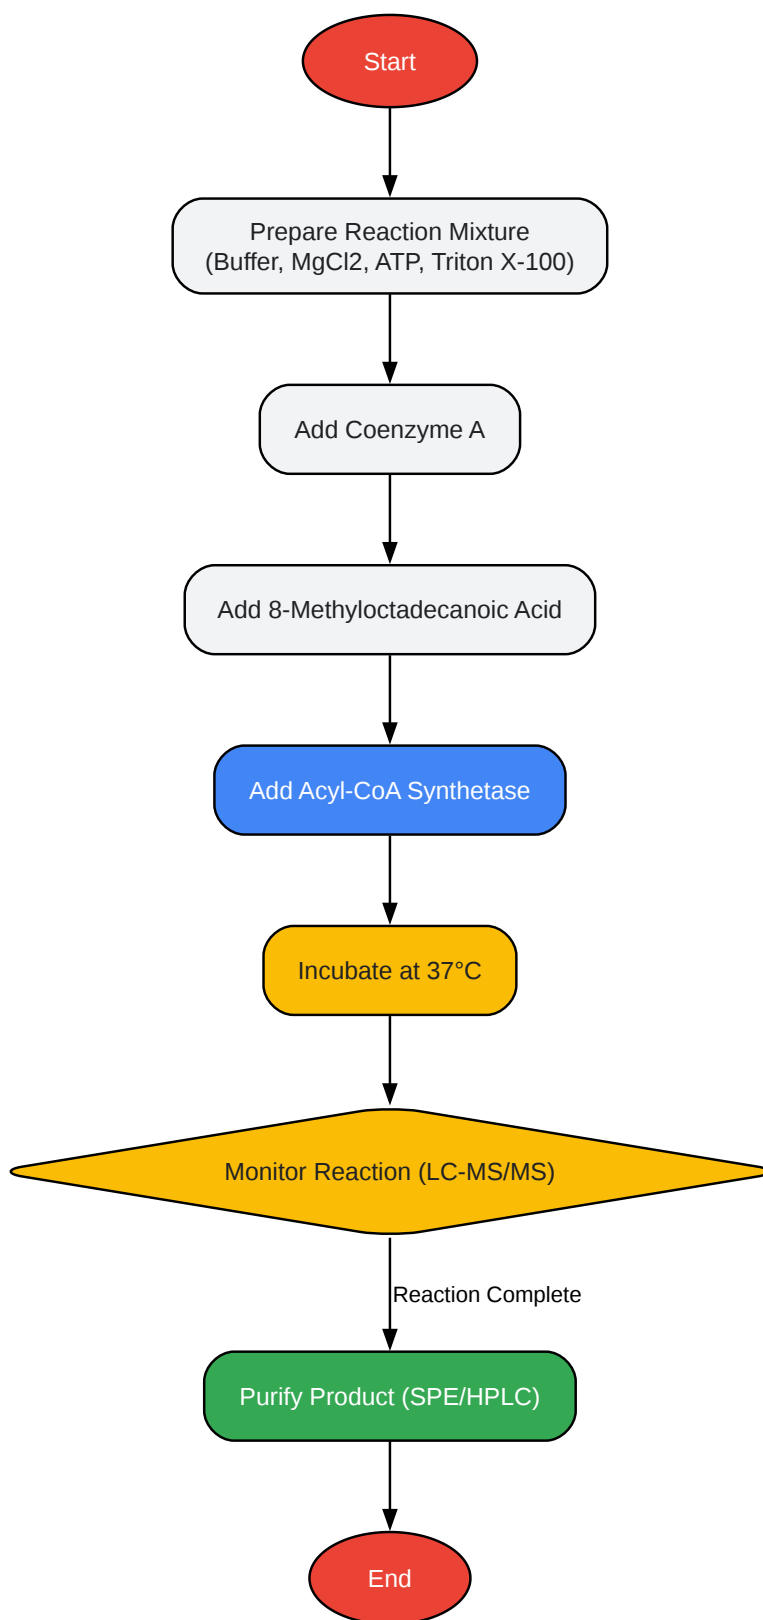 Start
Prepare Reaction Mixture
(Buffer, MgCl2, ATP, Triton X-100)
Add Coenzyme A
Add 8-Methyloctadecanoic Acid
Add Acyl-CoA Synthetase
Incubate at 37°C
Monitor Reaction (LC-MS/MS)
Reaction Complete
Purify Product (SPE/HPLC)
End